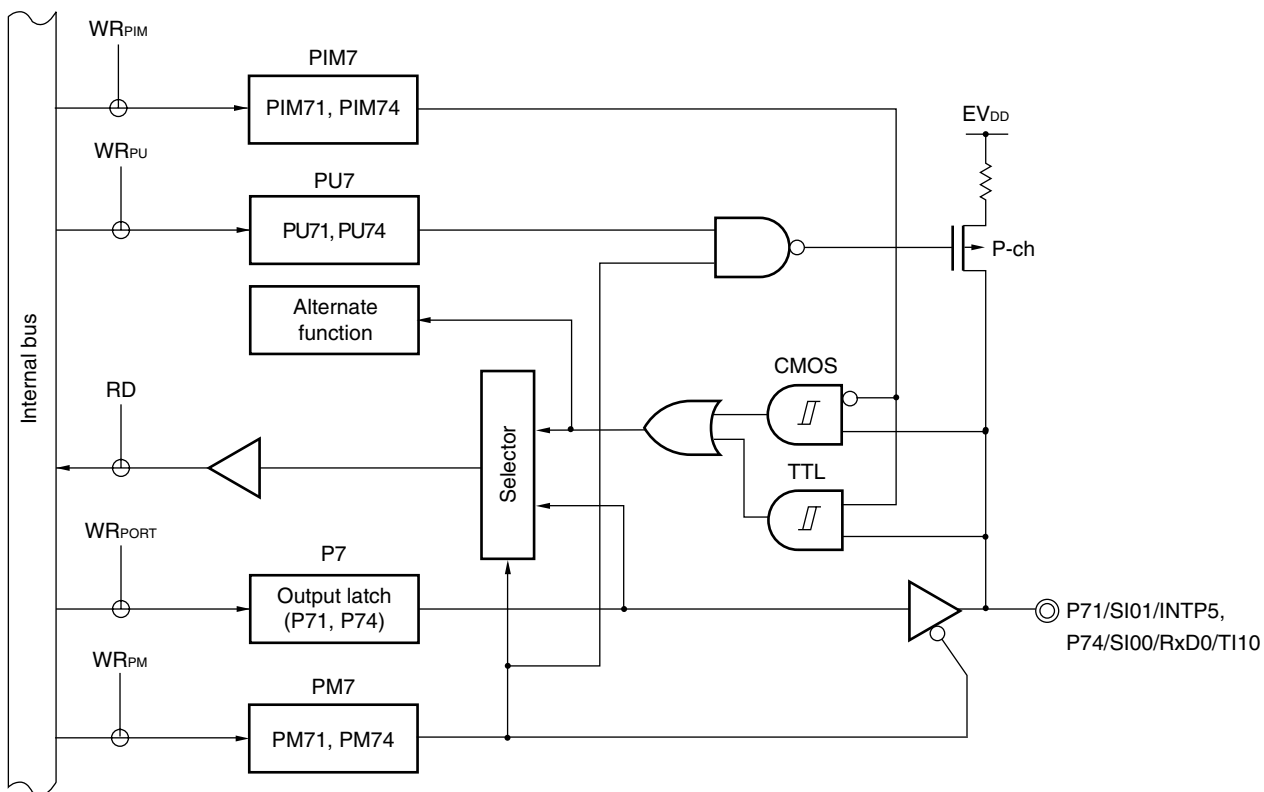 WRPIM
PIM7
PIM71, PIM74
EVDD
WRPU
PU7
PU71, PU74
P-ch
Alternate
function
CMOS
RD
Internal bus
Selector
TTL
WRPORT
P7
Output latch
(P71, P74)
P71/SI01/INTP5,
P74/SI00/RxD0/TI10
WRPM
PM7
PM71, PM74